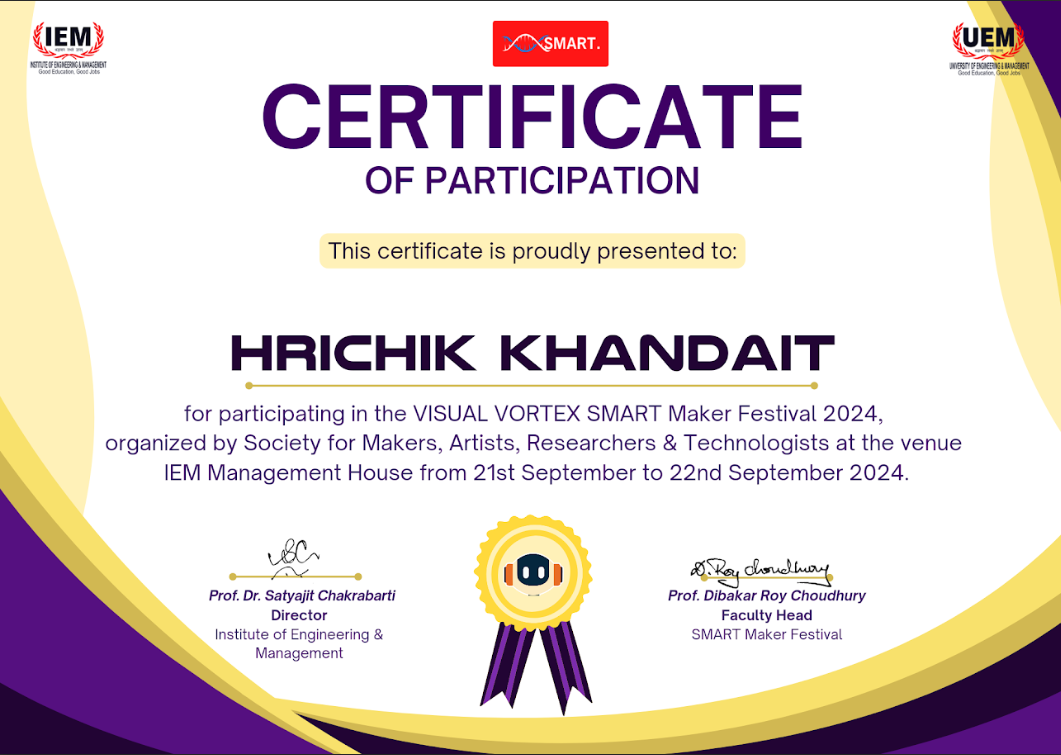 IEM
INSTITUTE OF ENGINEERING & MANAGEMENT
Good Education, Good Jobs
SMART.
UEM
UNIVERSITY OF ENGINEERING & MANAGEMENT
Good Education, Good Jobs
CERTIFICATE
OF PARTICIPATION
This certificate is proudly presented to:
HRICHIK KHANDAIT
for participating in the VISUAL VORTEX SMART Maker Festival 2024,
organized by Society for Makers, Artists, Researchers & Technologists at the venue
IEM Management House from 21st September to 22nd September 2024.
D. Roy Choudhury
Prof. Dr. Satyajit Chakrabarti
Director
Institute of Engineering &
Management
Prof. Dibakar Roy Choudhury
Faculty Head
SMART Maker Festival